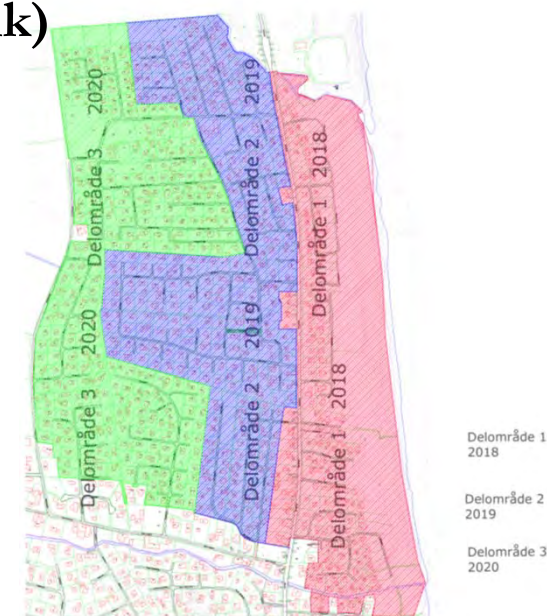 k)
Delområde 3 2020
Delområde 2 2019
Delområde 1 2018
Delområde 3 2020
Delområde 2 2019
Delområde 1 2018
Delområde 1
2018
Delområde 2
2019
Delområde 3
2020